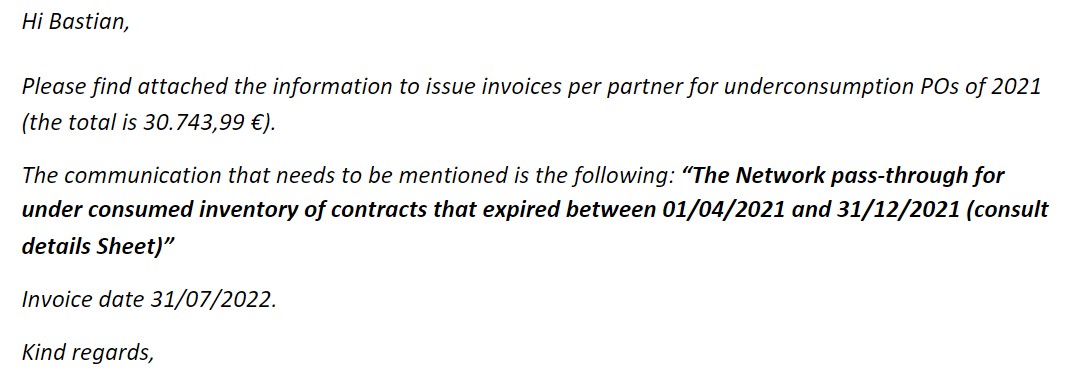 Hi Bastian,
Please find attached the information to issue invoices per partner for underconsumption POs of 2021
(the total is 30.743,99 €).
The communication that needs to be mentioned is the following: “The Network pass-through for
under consumed inventory of contracts that expired between 01/04/2021 and 31/12/2021 (consult
details Sheet)”
Invoice date 31/07/2022.
Kind regards,